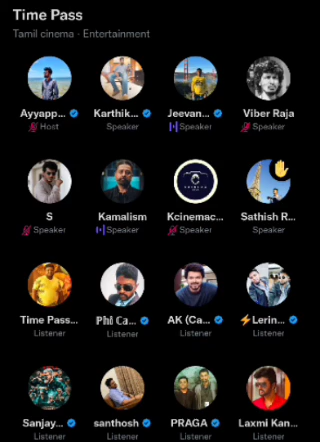 Time Pass
Tamil cinema · Entertainment
Ayyapp... Karthik... Jeevan... Viber Raja
Host Speaker Speaker Speaker
S Kamalism Kcinemac... Sathish R...
Speaker Speaker Speaker Speaker
Time Pass... Phil Ca... AK (Ca... ⚡Lerin...
Listener Listener Listener Listener
Sanjay... santhosh PRAGA Laxmi Kan...
Listener Listener Listener Listener